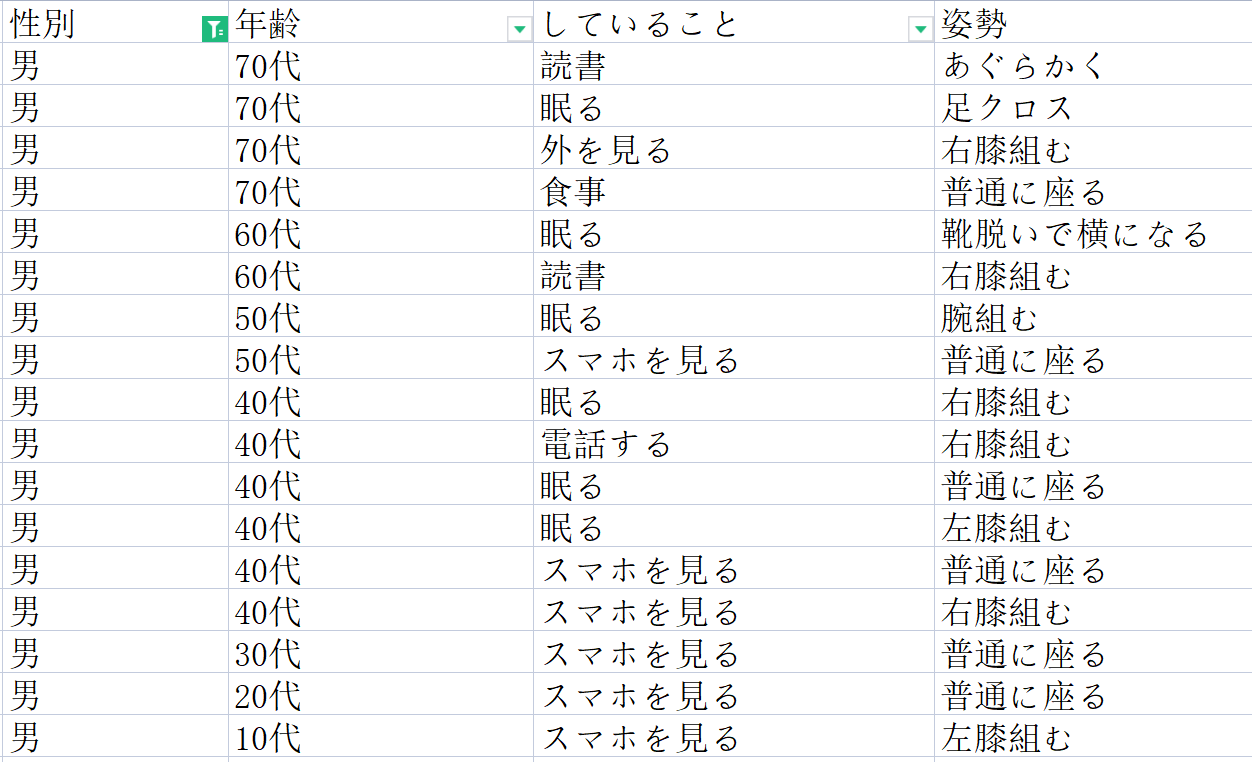 性別 年齢 していること 姿勢
男 70代 読書 あぐらかく
男 70代 眠る 足クロス
男 70代 外を見る 右膝組む
男 70代 食事 普通に座る
男 60代 眠る 靴脱いで横になる
男 60代 読書 右膝組む
男 50代 眠る 腕組む
男 50代 スマホを見る 普通に座る
男 40代 眠る 右膝組む
男 40代 電話する 右膝組む
男 40代 眠る 普通に座る
男 40代 眠る 左膝組む
男 40代 スマホを見る 普通に座る
男 40代 スマホを見る 右膝組む
男 30代 スマホを見る 普通に座る
男 20代 スマホを見る 普通に座る
男 10代 スマホを見る 左膝組む